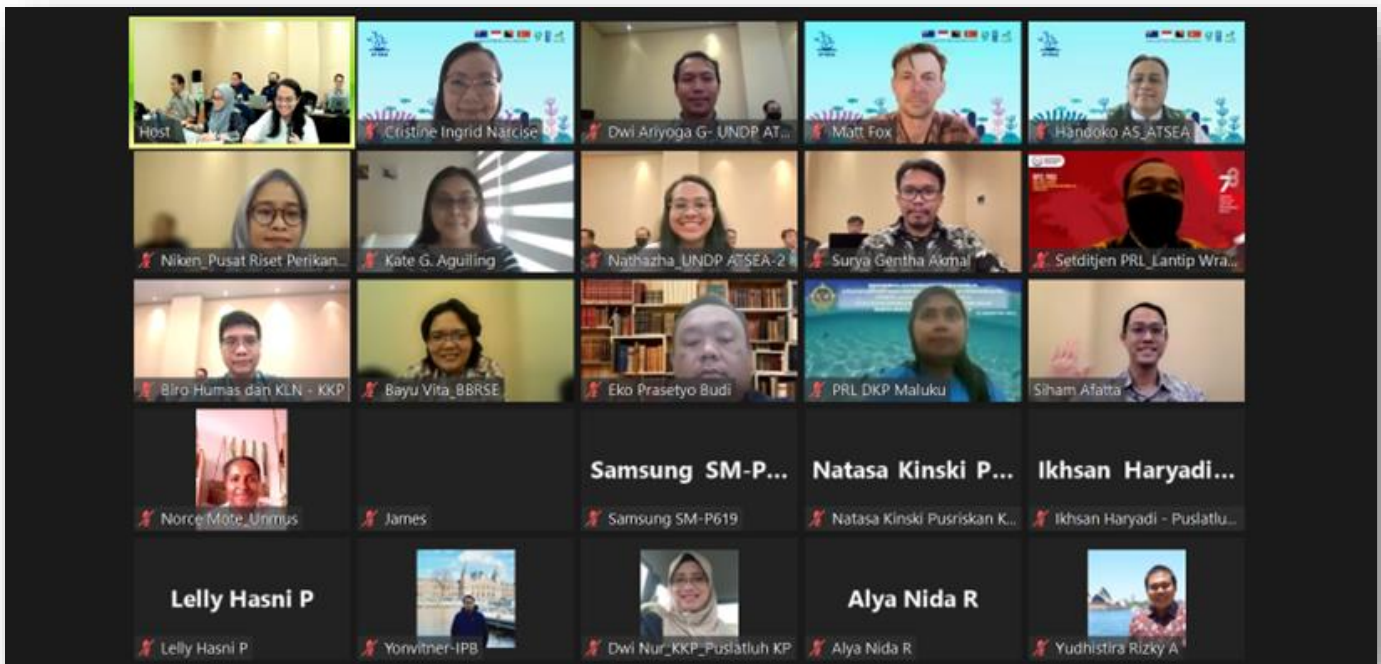 Host
Cristine Ingrid Narcise
Dwi Ariyoga G- UNDP AT...
Matt Fox
Handoko AS_ATSEA
Niken_Pusat Riset Perikan...
Kate G. Aguiling
Nathazha_UNDP ATSEA-2
Surya Gentha Akmal
Setditjen PRL_Lantip Wra...
Biro Humas dan KLN - KKP
Bayu Vita_BBRSE
Eko Prasetyo Budi
PRL DKP Maluku
Siham Afatta
Norce Mote_Unmus
James
Samsung SM-P...
Samsung SM-P619
Natasa Kinski P...
Natasa Kinski Pusriskan K...
Ikhsan Haryadi...
Ikhsan Haryadi - Puslatlu...
Lelly Hasni P
Lelly Hasni P
Yonvitner-IPB
Dwi Nur_KKP_Puslatluh KP
Alya Nida R
Alya Nida R
Yudhistira Rizky A